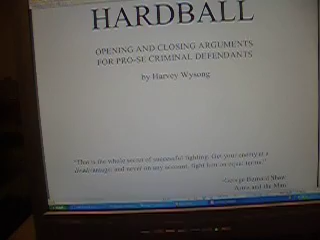 HARDBALL
OPENING AND CLOSING ARGUMENTS
FOR PRO-SE CRIMINAL DEFENDANTS
by Harvey Wysong
"This is the whole secret of successful fighting. Get your enemy at a
disadvantage; and never, on any account, fight him on equal terms."
-George Bernard Shaw
Arms and the Man